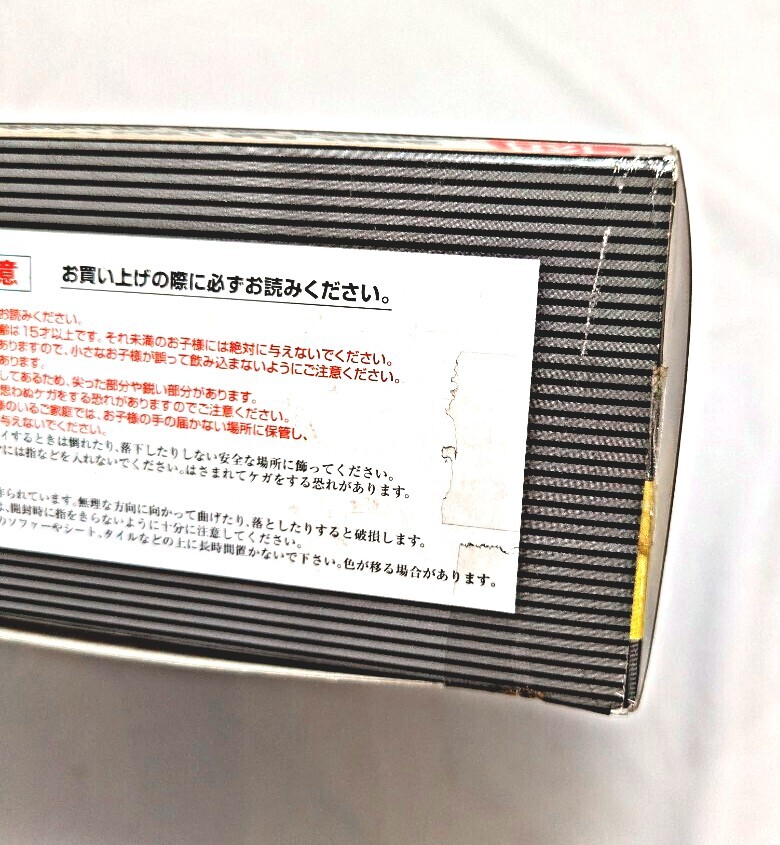 意 お買い上げの際に必ずお読みください。
お読みください。
齢は15才以上です。それ未満のお子様には絶対に与えないでください。
ありますので、小さなお子様が誤って飲み込まないようにご注意ください。
あります。
してあるため、尖った部分や鋭い部分があります。
思わぬケガをする恐れがありますのでご注意ください。
様のいるご家庭では、お子様の手の届かない場所に保管し、
与えないでください。
イするときは倒れたり、落下したりしない安全な場所に飾ってください。
には指などを入れないでください。はさまれてケガをする恐れがあります。
作られています。無理な方向に向かって曲げたり、落としたりすると破損します。
は、開封時に指をきらないように十分に注意してください。
のソファーやシート、タイルなどの上に長時間置かないで下さい。色が移る場合があります。